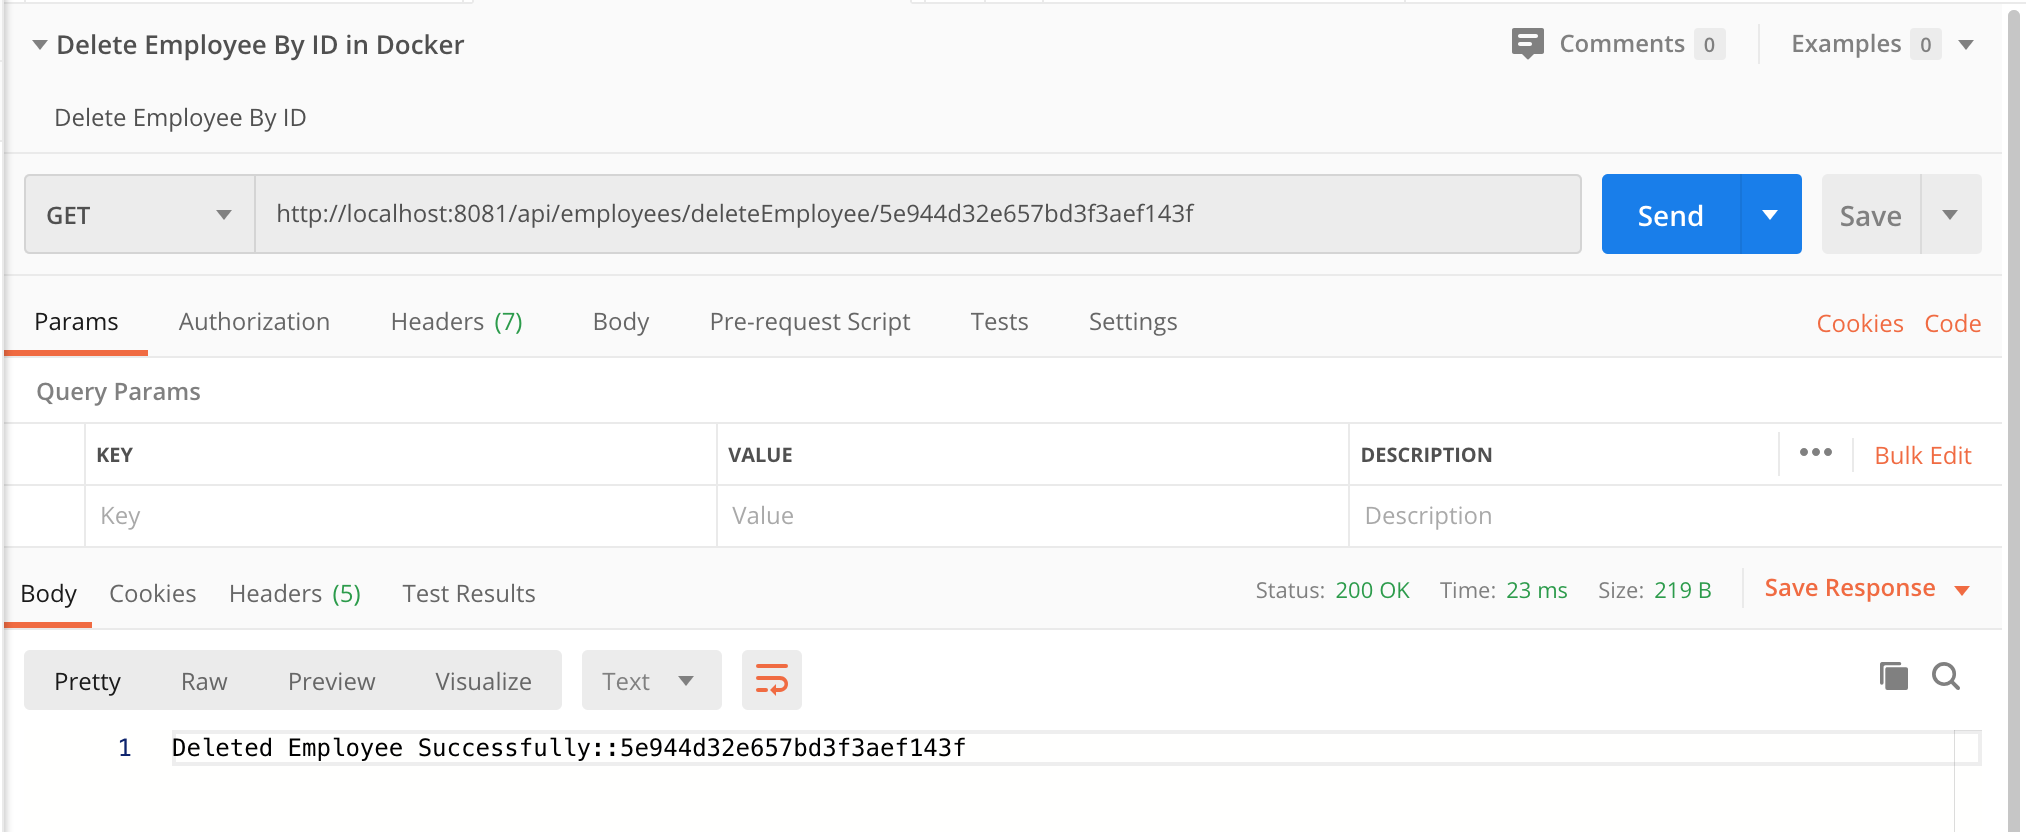 Delete Employee By ID in Docker Comments 0 Examples 0
Delete Employee By ID
GET http://localhost:8081/api/employees/deleteEmployee/5e944d32e657bd3f3aef143f Send Save
Params Authorization Headers (7) Body Pre-request Script Tests Settings Cookies Code
Query Params
KEY VALUE DESCRIPTION ••• Bulk Edit
Key Value Description
Body Cookies Headers (5) Test Results Status: 200 OK Time: 23 ms Size: 219 B Save Response
Pretty Raw Preview Visualize Text
1 Deleted Employee Successfully::5e944d32e657bd3f3aef143f